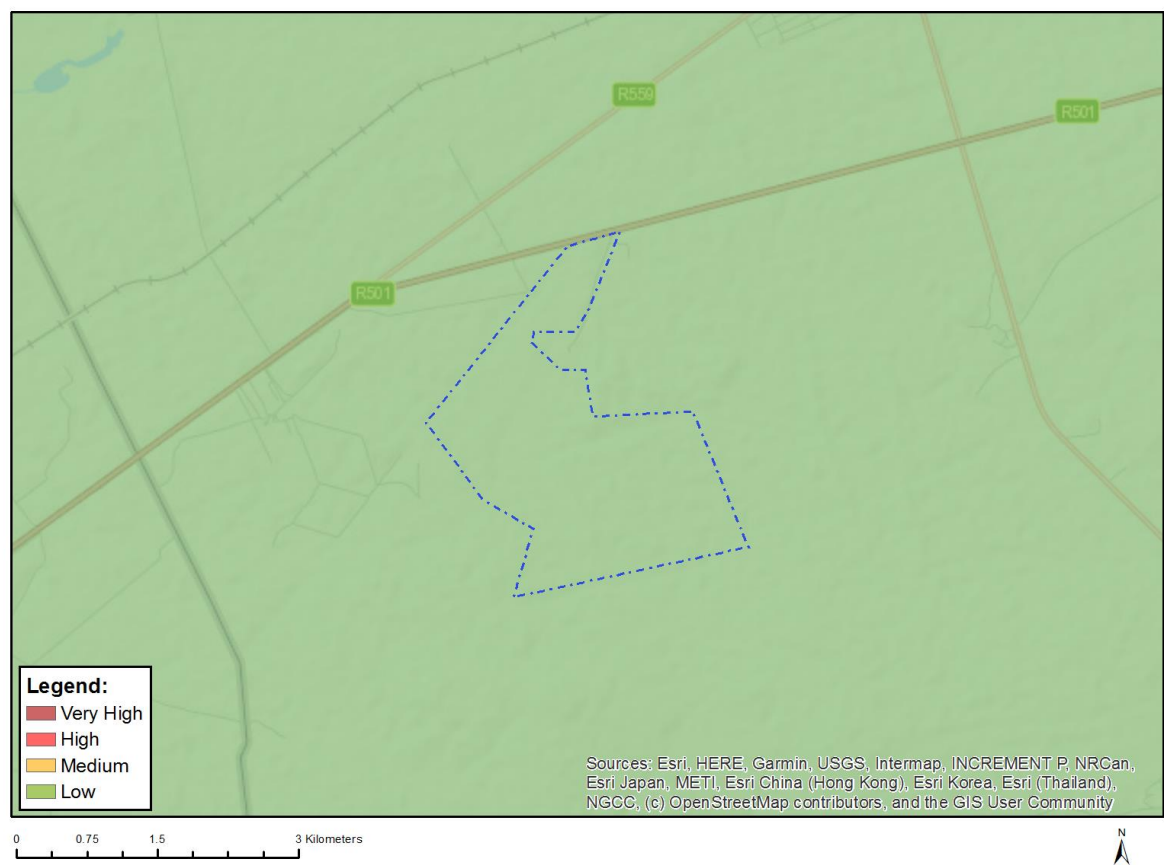 R559
R501
R501
Legend:
Very High
High
Medium
Low
Sources: Esri, HERE, Garmin, USGS, Intermap, INCREMENT P, NRCan,
Esri Japan, METI, Esri China (Hong Kong), Esri Korea, Esri (Thailand),
NGCC, (c) OpenStreetMap contributors, and the GIS User Community
0 0.75 1.5 3 Kilometers
N